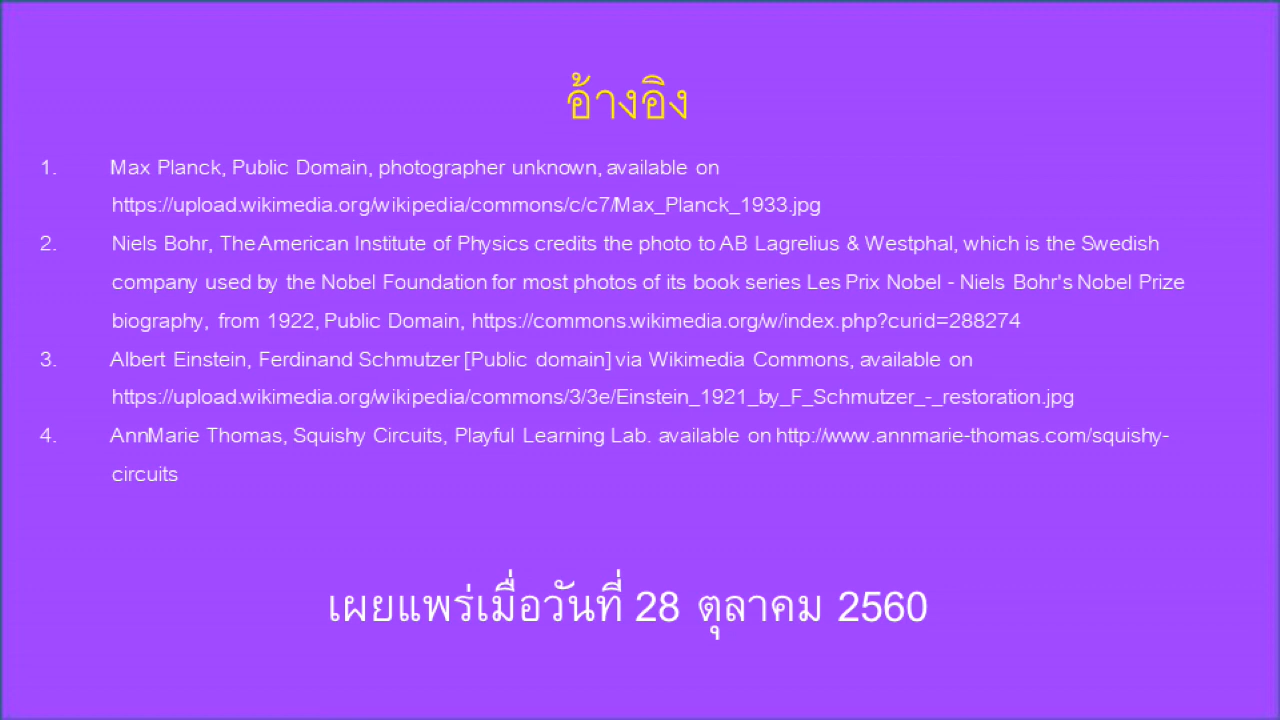 อ้างอิง
1. Max Planck, Public Domain, photographer unknown, available on
https://upload.wikimedia.org/wikipedia/commons/c/c7/Max_Planck_1933.jpg
2. Niels Bohr, The American Institute of Physics credits the photo to AB Lagrelius & Westphal, which is the Swedish
company used by the Nobel Foundation for most photos of its book series Les Prix Nobel - Niels Bohr's Nobel Prize
biography, from 1922, Public Domain, https://commons.wikimedia.org/w/index.php?curid=288274
3. Albert Einstein, Ferdinand Schmutzer [Public domain] via Wikimedia Commons, available on
https://upload.wikimedia.org/wikipedia/commons/3/3e/Einstein_1921_by_F_Schmutzer_-_restoration.jpg
4. AnnMarie Thomas, Squishy Circuits, Playful Learning Lab. available on http://www.annmarie-thomas.com/squishy-
circuits
เผยแพร่เมื่อวันที่ 28 ตุลาคม 2560